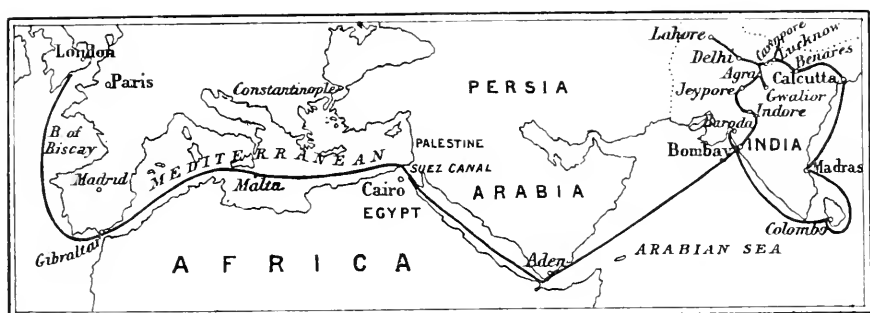 London
Paris
B of
Biscay
Madrid
Gibraltar
MEDITERRANEAN
Constantinople
Malta
PALESTINE
SUEZ CANAL
Cairo
EGYPT
AFRICA
PERSIA
ARABIA
Aden
ARABIAN SEA
Lahore
Delhi
Agra
Jeypore
Cawnpore
Lucknow
Benares
Calcutta
Gwalior
Indore
Baroda
Bombay
INDIA
Madras
Colombo